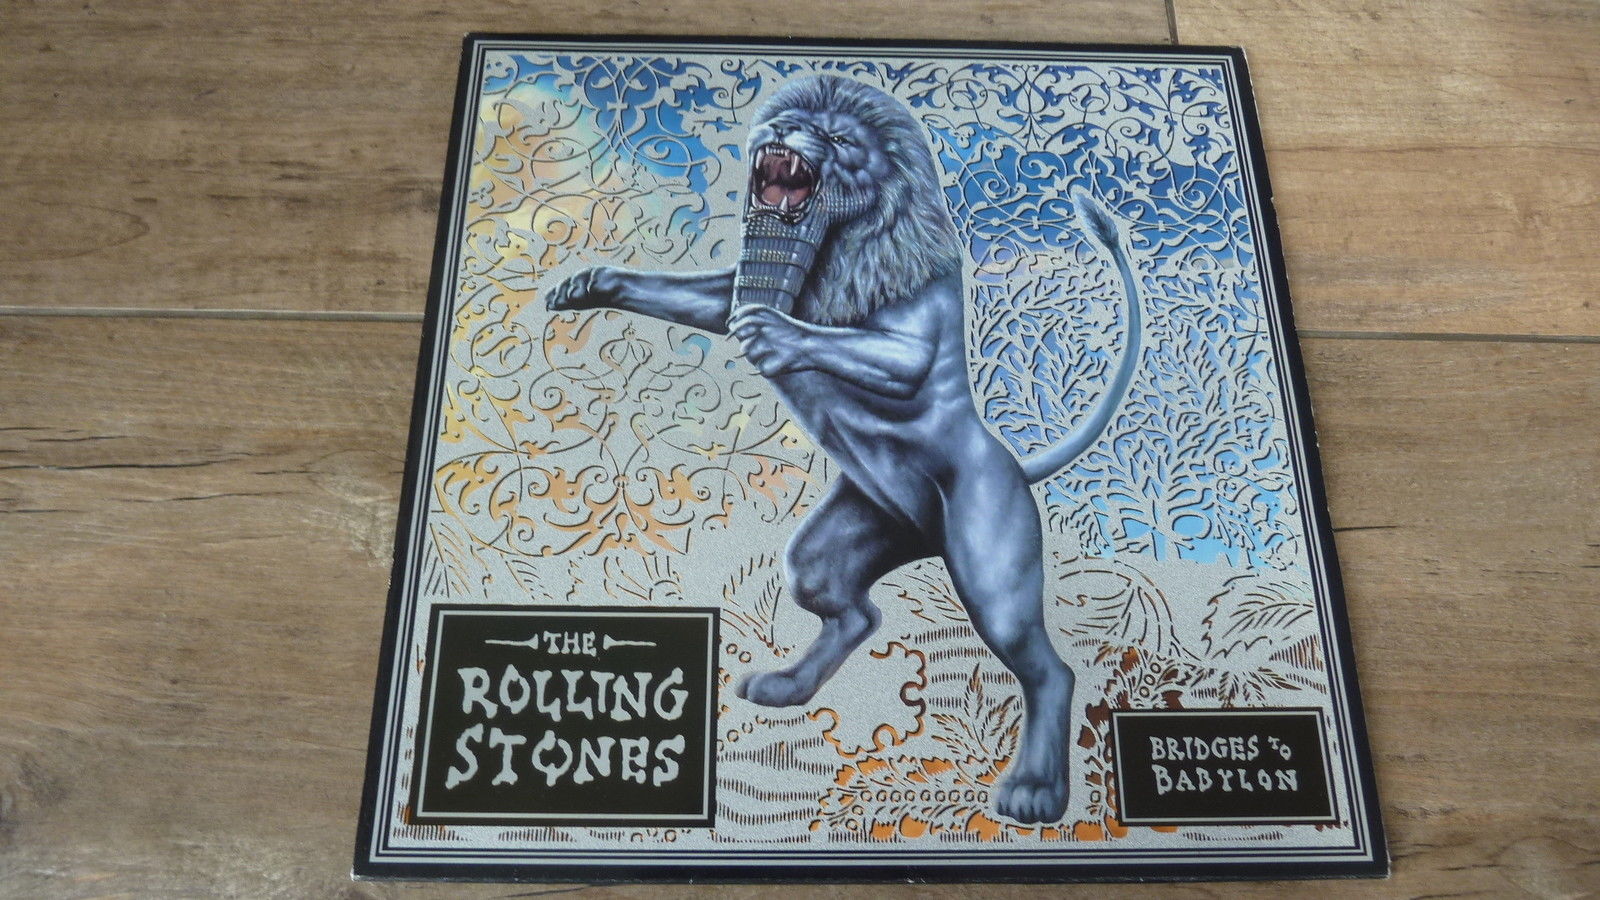 THE
ROLLING
STONES
BRIDGES TO
BABYLON